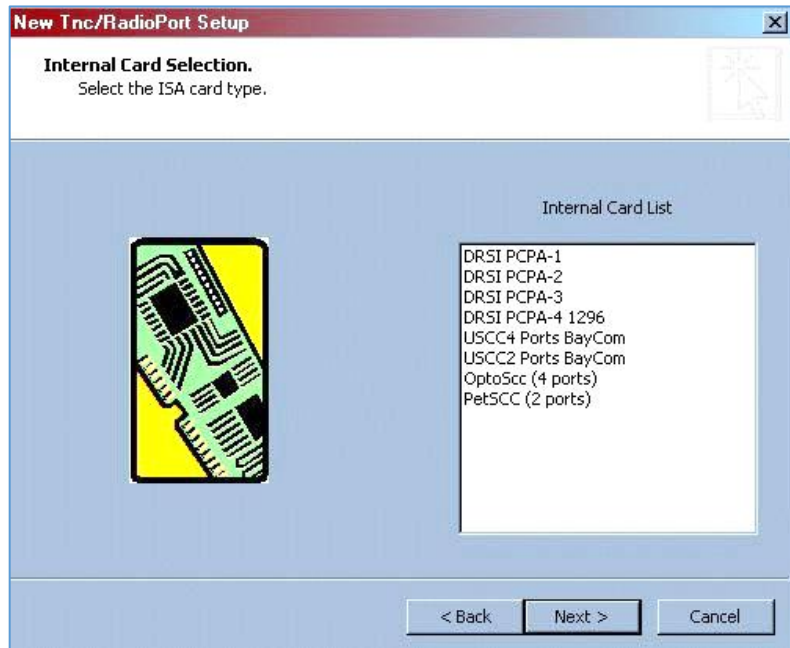 New Tnc/RadioPort Setup
Internal Card Selection.
Select the ISA card type.
Internal Card List
DRSI PCPA-1
DRSI PCPA-2
DRSI PCPA-3
DRSI PCPA-4 1296
USCC4 Ports BayCom
USCC2 Ports BayCom
OptoScc (4 ports)
PetSCC (2 ports)
< Back
Next >
Cancel